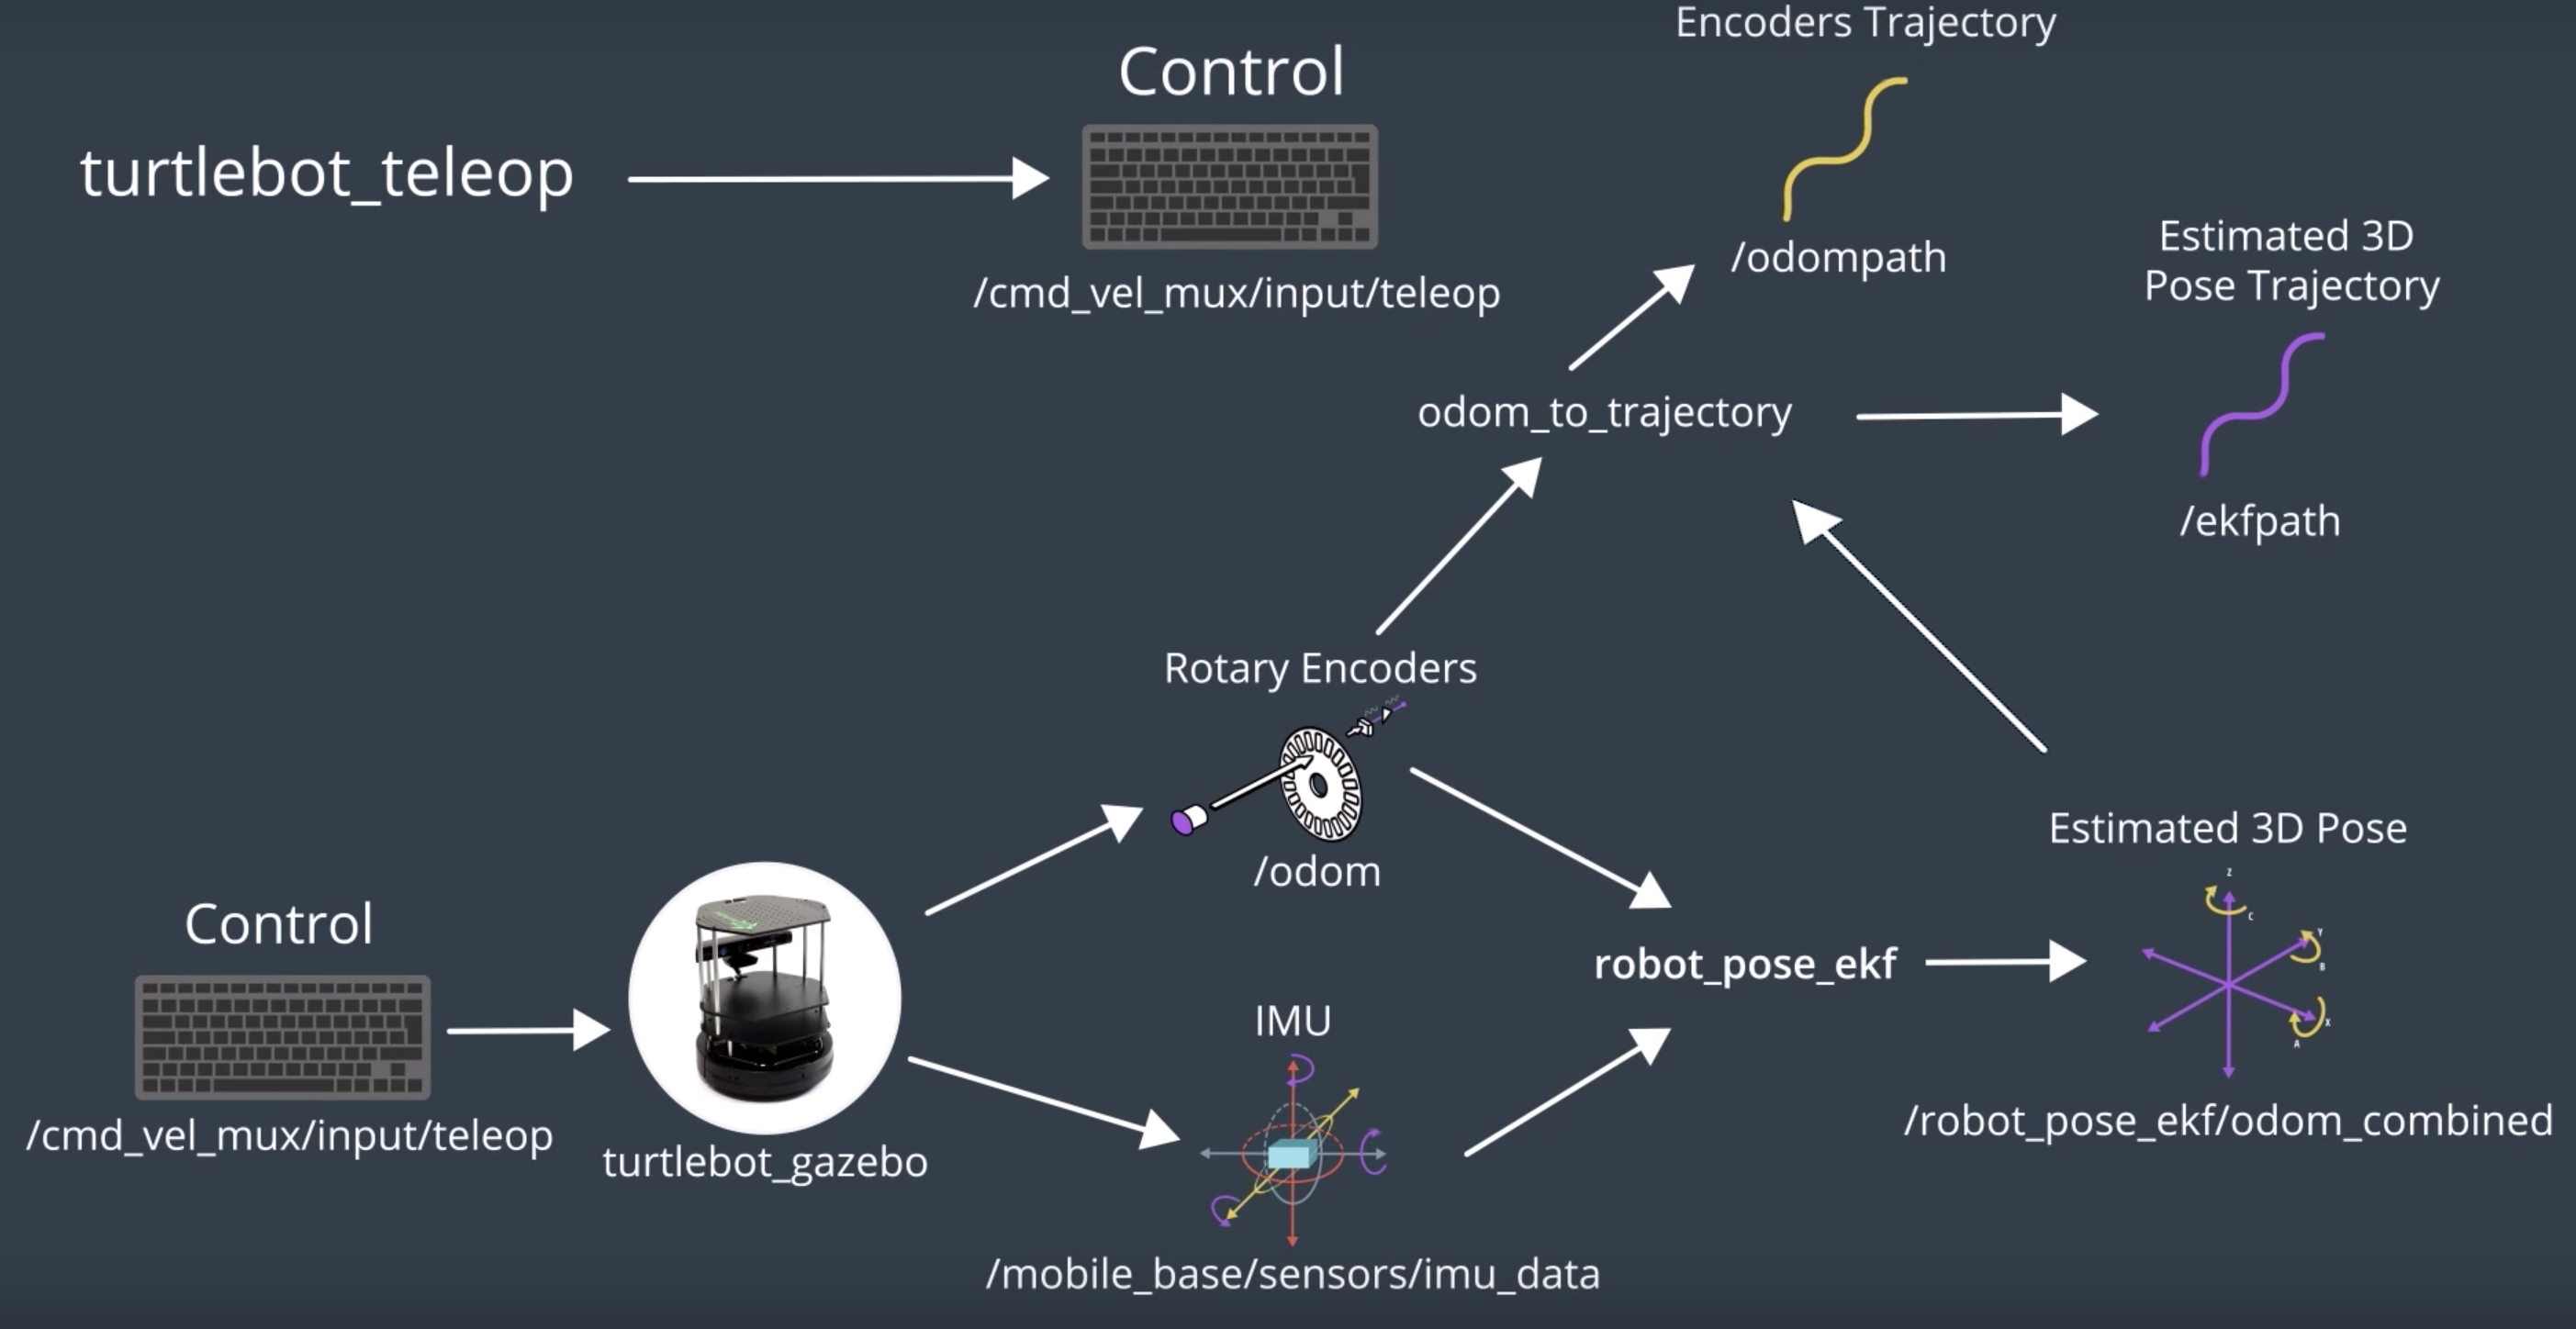 Encoders Trajectory
Control
turtlebot_teleop
/cmd_vel_mux/input/teleop
/odompath
Estimated 3D
Pose Trajectory
odom_to_trajectory
/ekfpath
Rotary Encoders
/odom
Estimated 3D Pose
Control
/cmd_vel_mux/input/teleop
turtlebot_gazebo
IMU
/mobile_base/sensors/imu_data
robot_pose_ekf
Z
C
Y
B
X
A
/robot_pose_ekf/odom_combined